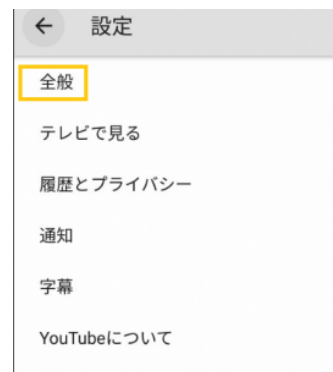 設定
全般
テレビで見る
履歴とプライバシー
通知
字幕
YouTubeについて